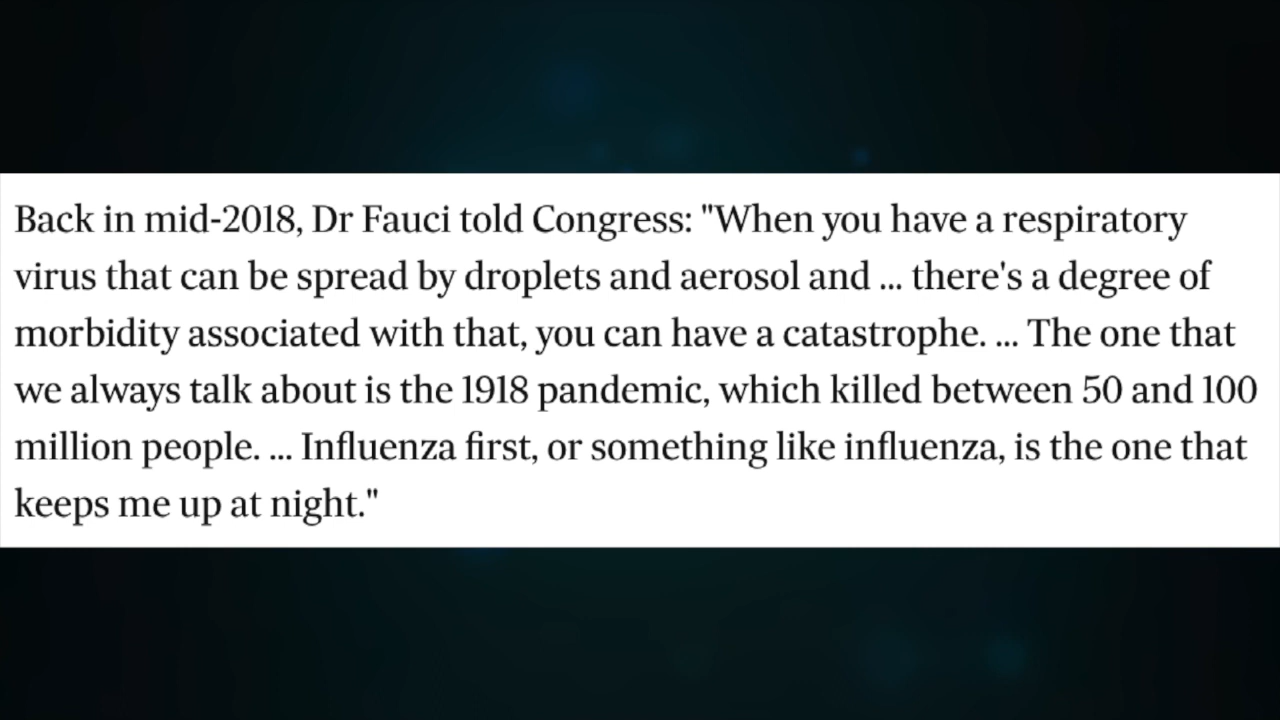 Back in mid-2018, Dr Fauci told Congress: "When you have a respiratory
virus that can be spread by droplets and aerosol and ... there's a degree of
morbidity associated with that, you can have a catastrophe. ... The one that
we always talk about is the 1918 pandemic, which killed between 50 and 100
million people. ... Influenza first, or something like influenza, is the one that
keeps me up at night."